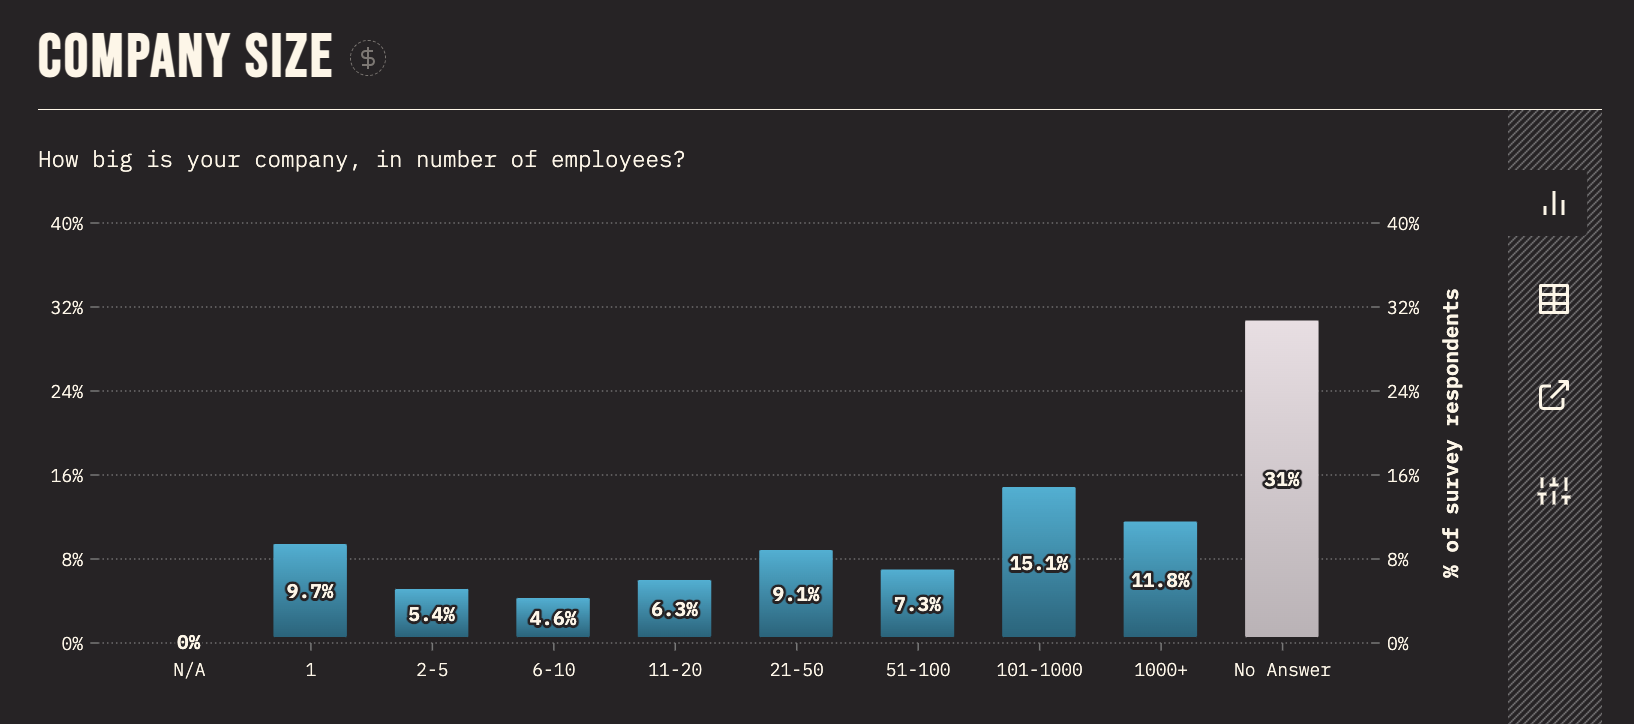 COMPANY SIZE $
How big is your company, in number of employees?
40% 40%
32% 32%
24% 24%
16% 16%
8% 8%
0% 0%
% of survey respondents
0% 9.7% 5.4% 4.6% 6.3% 9.1% 7.3% 15.1% 11.8% 31%
N/A 1 2-5 6-10 11-20 21-50 51-100 101-1000 1000+ No Answer